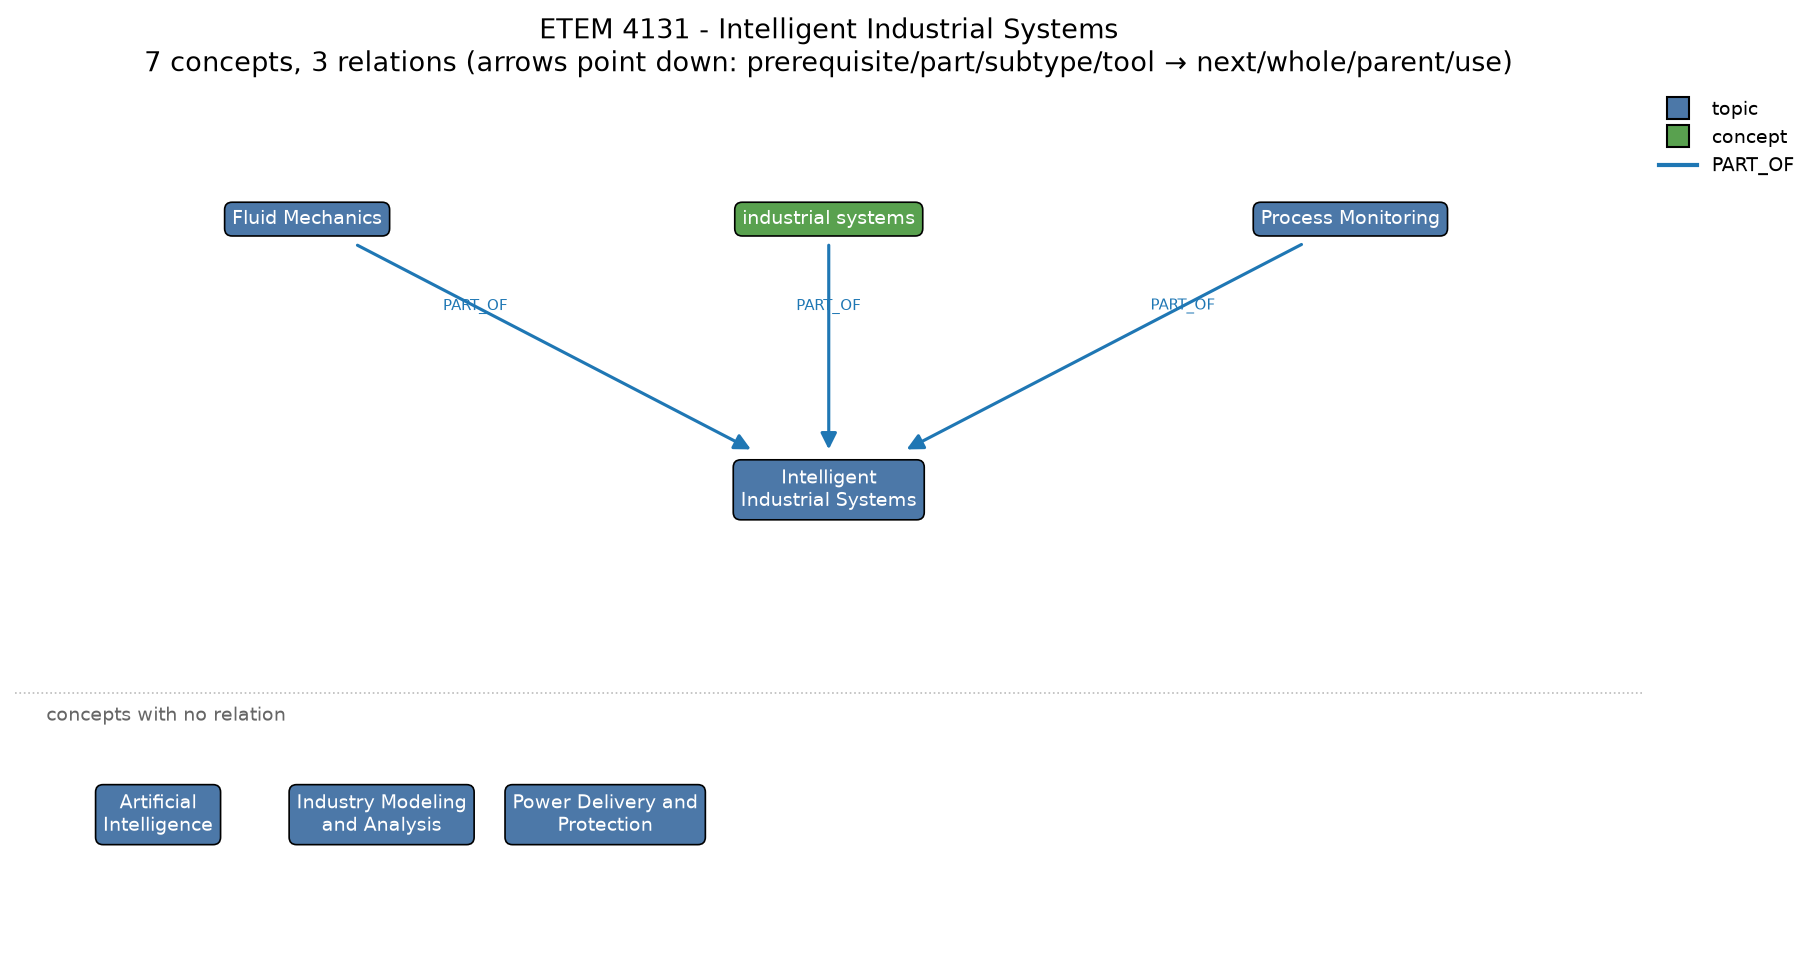 ETEM 4131 - Intelligent Industrial Systems
7 concepts, 3 relations (arrows point down: prerequisite/part/subtype/tool → next/whole/parent/use)
topic
concept
PART_OF
Fluid Mechanics
industrial systems
Process Monitoring
PART_OF
PART_OF
PART_OF
Intelligent
Industrial Systems
concepts with no relation
Artificial
Intelligence
Industry Modeling
and Analysis
Power Delivery and
Protection